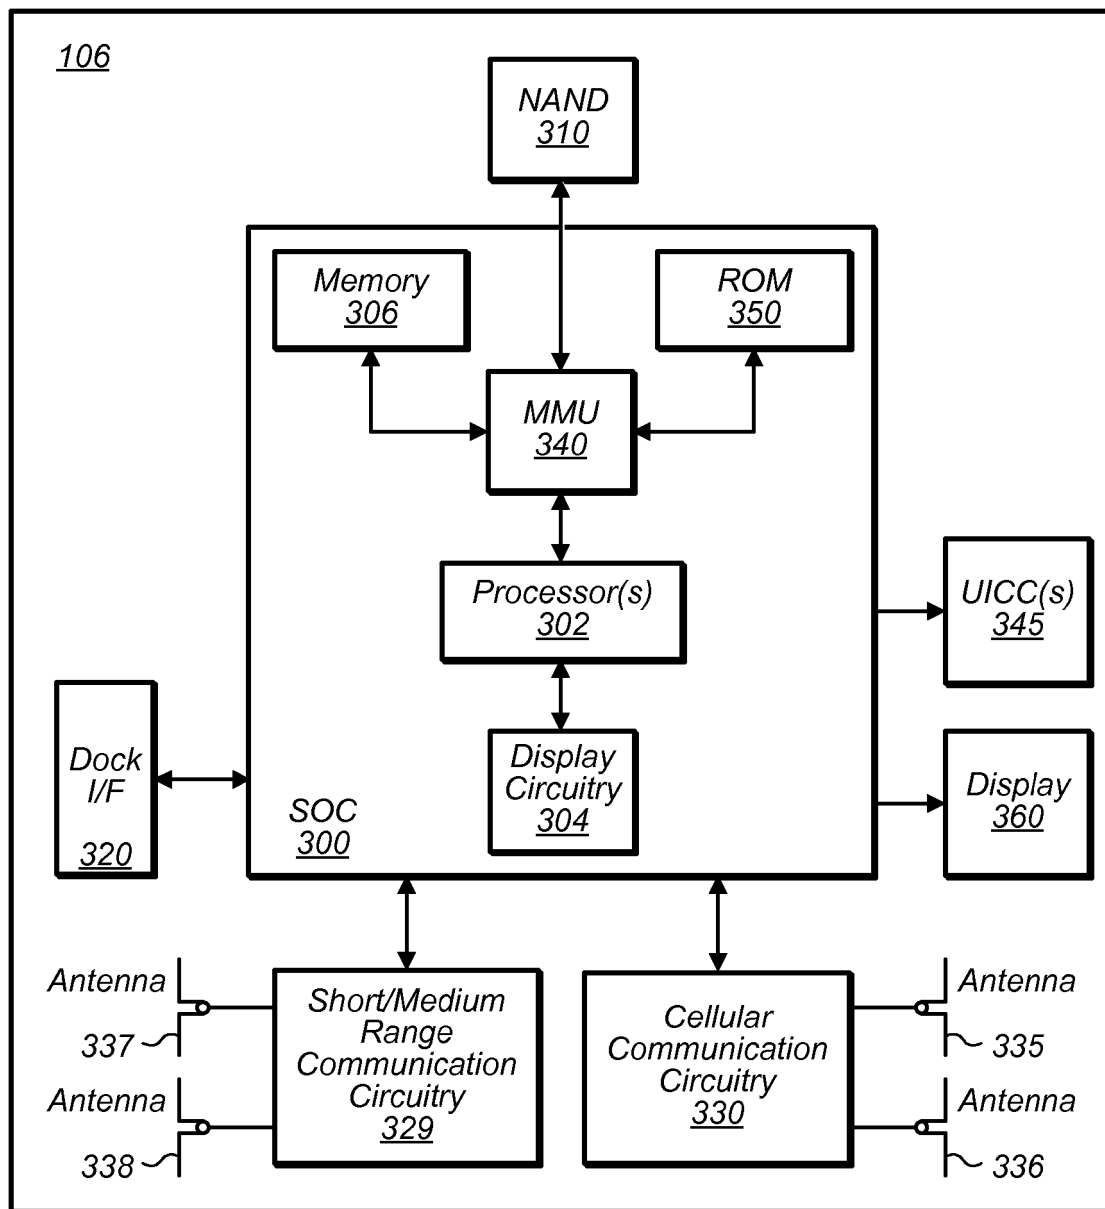 106
NAND
310
Memory
306
ROM
350
MMU
340
Processor(s)
302
UICC(s)
345
Dock
I/F
320
Display
Circuitry
304
SOC
300
Display
360
Antenna
337
Antenna
338
Short/Medium
Range
Communication
Circuitry
329
Cellular
Communication
Circuitry
330
Antenna
335
Antenna
336